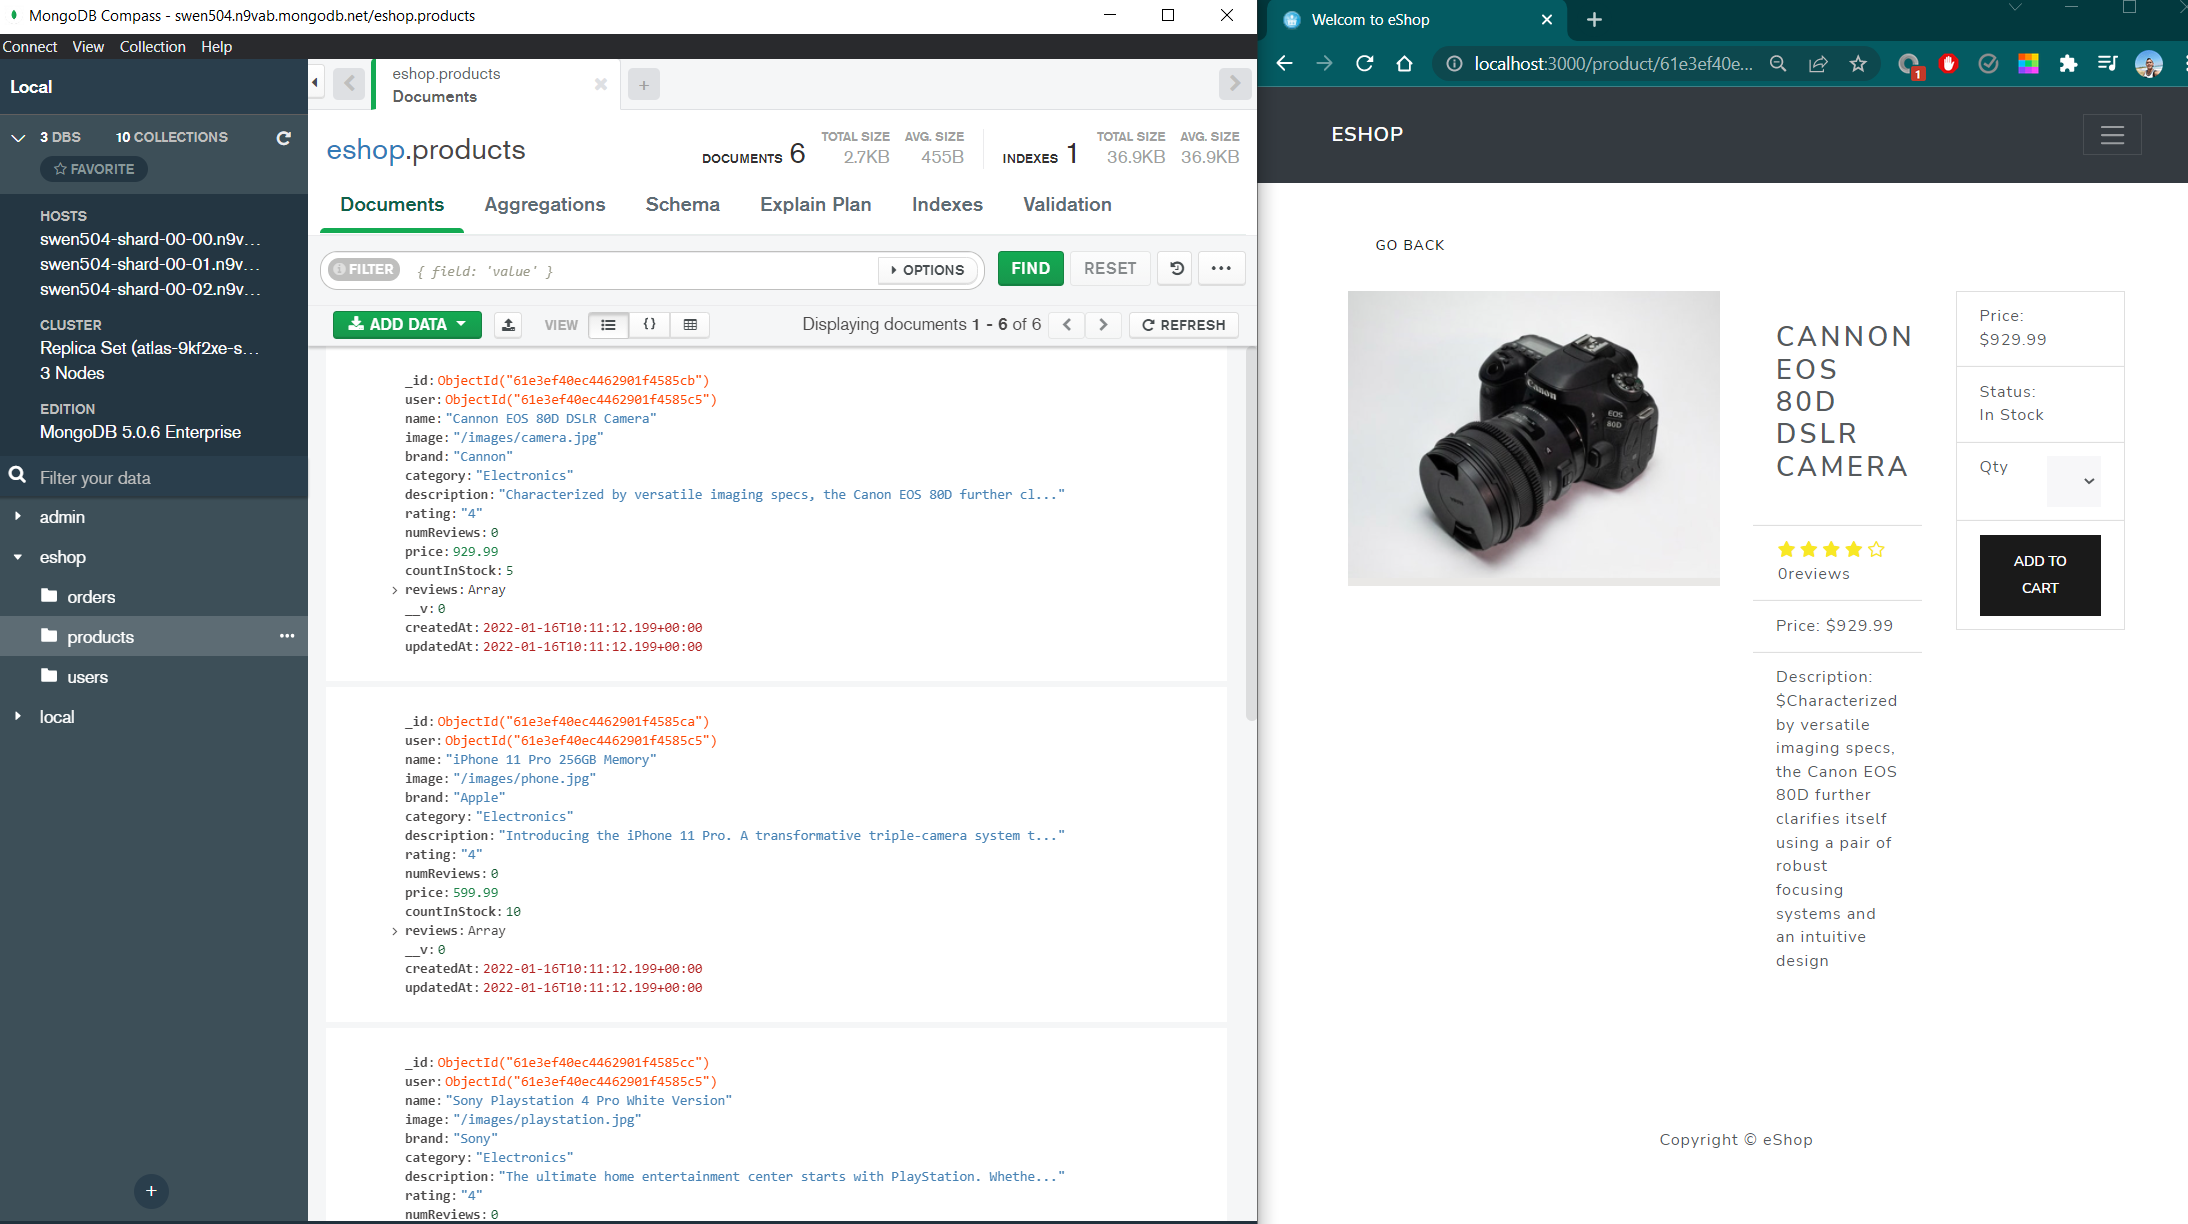 MongoDB Compass - swen504.n9vab.mongodb.net/eshop.products
Connect View Collection Help
Local
3 DBS 10 COLLECTIONS
FAVORITE
HOSTS
swen504-shard-00-00.n9v...
swen504-shard-00-01.n9v...
swen504-shard-00-02.n9v...
CLUSTER
Replica Set (atlas-9kf2xe-s...
3 Nodes
EDITION
MongoDB 5.0.6 Enterprise
Filter your data
admin
eshop
orders
products
users
local
eshop.products
Documents
eshop.products
DOCUMENTS 6
TOTAL SIZE
2.7KB
AVG. SIZE
455B
INDEXES 1
TOTAL SIZE
36.9KB
AVG. SIZE
36.9KB
Documents Aggregations Schema Explain Plan Indexes Validation
FILTER { field: 'value' } OPTIONS FIND RESET
ADD DATA VIEW {} Displaying documents 1 - 6 of 6 REFRESH
_id: ObjectId("61e3ef40ec4462901f4585cb")
user: ObjectId("61e3ef40ec4462901f4585c5")
name: "Cannon EOS 80D DSLR Camera"
image: "/images/camera.jpg"
brand: "Cannon"
category: "Electronics"
description: "Characterized by versatile imaging specs, the Canon EOS 80D further cl..."
rating: "4"
numReviews: 0
price: 929.99
countInStock: 5
reviews: Array
__v: 0
createdAt: 2022-01-16T10:11:12.199+00:00
updatedAt: 2022-01-16T10:11:12.199+00:00
_id: ObjectId("61e3ef40ec4462901f4585ca")
user: ObjectId("61e3ef40ec4462901f4585c5")
name: "iPhone 11 Pro 256GB Memory"
image: "/images/phone.jpg"
brand: "Apple"
category: "Electronics"
description: "Introducing the iPhone 11 Pro. A transformative triple-camera system t..."
rating: "4"
numReviews: 0
price: 599.99
countInStock: 10
reviews: Array
__v: 0
createdAt: 2022-01-16T10:11:12.199+00:00
updatedAt: 2022-01-16T10:11:12.199+00:00
_id: ObjectId("61e3ef40ec4462901f4585cc")
user: ObjectId("61e3ef40ec4462901f4585c5")
name: "Sony Playstation 4 Pro White Version"
image: "/images/playstation.jpg"
brand: "Sony"
category: "Electronics"
description: "The ultimate home entertainment center starts with PlayStation. Whethe..."
rating: "4"
numReviews: 0
Welcom to eShop
localhost:3000/product/61e3ef40e...
1
ESHOP
GO BACK
Canon
EOS
80D
CANNON
EOS
80D
DSLR
CAMERA
0reviews
Price: $929.99
Description:
$Characterized
by versatile
imaging specs,
the Canon EOS
80D further
clarifies itself
using a pair of
robust
focusing
systems and
an intuitive
design
Price:
$929.99
Status:
In Stock
Qty
ADD TO
CART
Copyright © eShop